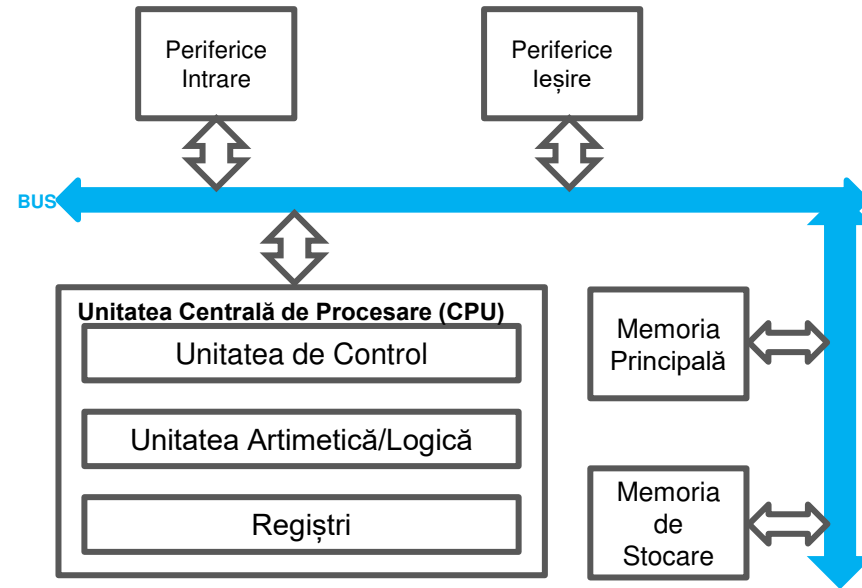 Periferice
Intrare
Periferice
Ieșire
BUS
Unitatea Centrală de Procesare (CPU)
Unitatea de Control
Unitatea Artimetică/Logică
Regiștri
Memoria
Principală
Memoria
de
Stocare